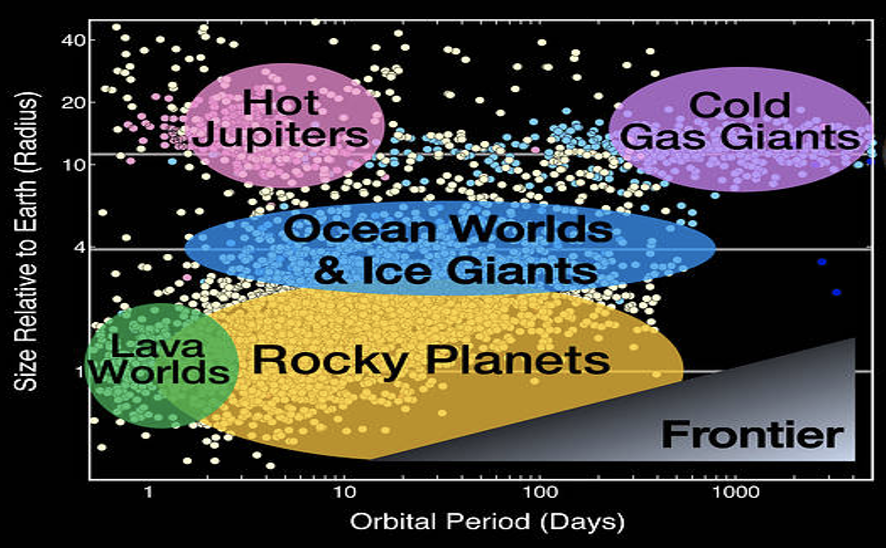 Size Relative to Earth (Radius)
40
20
10
4
1
Hot
Jupiters
Cold
Gas Giants
Ocean Worlds
& Ice Giants
Lava
Worlds
Rocky Planets
Frontier
1
10
100
1000
Orbital Period (Days)